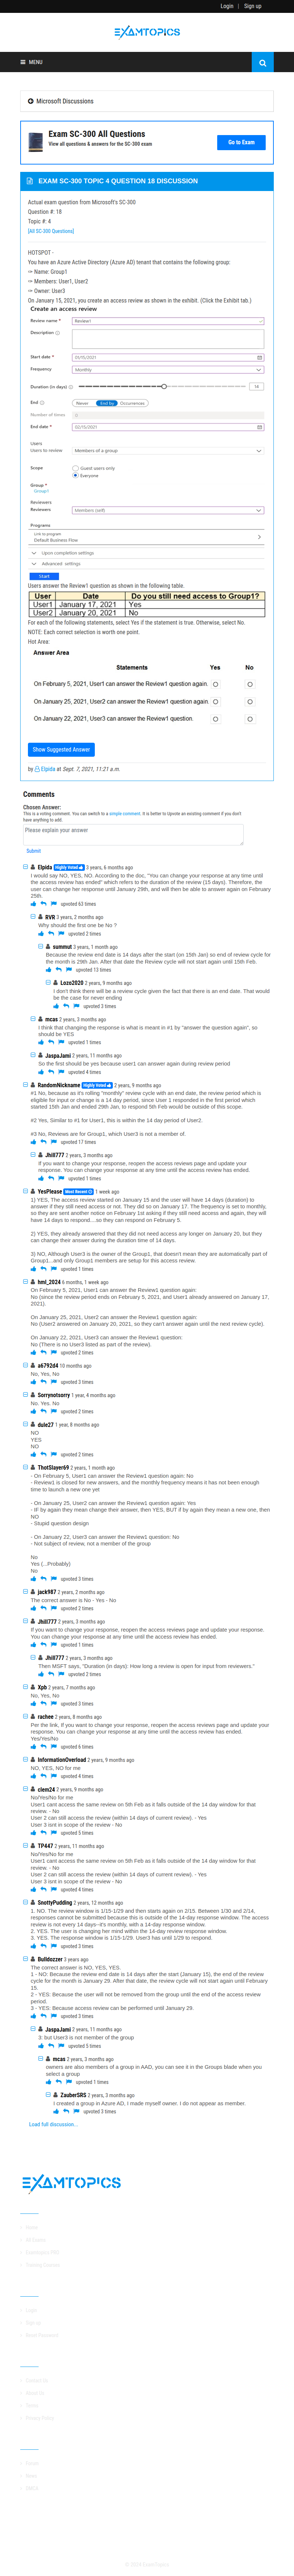 Login | Sign up
EXAMTOPICS
MENU
Microsoft Discussions
Exam SC-300 All Questions
View all questions & answers for the SC-300 exam
Go to Exam
EXAM SC-300 TOPIC 4 QUESTION 18 DISCUSSION
Actual exam question from Microsoft's SC-300
Question #: 18
Topic #: 4
[All SC-300 Questions]
HOTSPOT -
You have an Azure Active Directory (Azure AD) tenant that contains the following group:
✑ Name: Group1
✑ Members: User1, User2
✑ Owner: User3
On January 15, 2021, you create an access review as shown in the exhibit. (Click the Exhibit tab.)
Create an access review
Review name * Review1
Description
Start date * 01/15/2021
Frequency Monthly
Duration (in days) 14
End Never End by Occurrences
Number of times 0
End date * 02/15/2021
Users
Users to review Members of a group
Scope Guest users only
Everyone
Group *
Group1
Reviewers
Reviewers Members (self)
Programs
Link to program
Default Business Flow
Upon completion settings
Advanced settings
Start
Users answer the Review1 question as shown in the following table.
User Date Do you still need access to Group1?
User1 January 17, 2021 Yes
User2 January 20, 2021 No
For each of the following statements, select Yes if the statement is true. Otherwise, select No.
NOTE: Each correct selection is worth one point.
Hot Area:
Answer Area
Statements Yes No
On February 5, 2021, User1 can answer the Review1 question again.
On January 25, 2021, User2 can answer the Review1 question again.
On January 22, 2021, User3 can answer the Review1 question.
Show Suggested Answer
by Elpida at Sept. 7, 2021, 11:21 a.m.
Comments
Chosen Answer:
This is a voting comment. You can switch to a simple comment. It is better to Upvote an existing comment if you don't
have anything to add.
Please explain your answer
Submit
Elpida Highly Voted 3 years, 6 months ago
I would say NO, YES, NO. According to the doc, "You can change your response at any time until
the access review has ended" which refers to the duration of the review which is set to 14 days. We
can change our response until January 29th, and will then be able to answer it again on February 25th..
upvoted 63 times
RVR 3 years, 2 months ago
Why should the first one be No ?
upvoted 2 times
summut 3 years, 1 month ago
Because the review end date is 14 days after the start (on 15th Jan) so end of review cycle for the
month is 29th Jan. After that date the Review cycle will not start again until 15th Feb.
upvoted 13 times
Lozo2020 2 years, 9 months ago
I don't think there will be a review cycle given the fact that there is an end date. That would
be the case for never ending
upvoted 3 times
mcas 2 years, 3 months ago
I think that changing the response is what is meant in #1 by "answer the question again", so
should be YES
upvoted 1 times
JaspaJami 2 years, 11 months ago
So the first should be yes because user1 can answer again during review period
upvoted 4 times
RandomNickname Highly Voted 2 years, 9 months ago
#1 No, because as it's rolling "monthly" review cycle with an end date, review period which is
eligible for input or change is a 14 day period, since User1 responded in the first period which
started 15th Jan and ended 29th Jan, to respond 5th Feb would be outside of this scope.
#2 Yes, Similar to #1 for User1, this is within the 14 day period of User2.
#3 No, Reviews are for Group1, which User3 is not a member of.
upvoted 17 times
Jhill777 2 years, 3 months ago
If you want to change your response, reopen the access reviews page and update your
response. You can change your response at any time until the access review has ended.
upvoted 1 times
YesPlease Most Recent 1 week ago
1) YES, The access review started on January 15 and the user will have 14 days (duration) to
answer if they still need access or not. They did answer on January 17 and the frequency is monthly,
so they are sent another notice on February 1st asking if they will need access again...and again, they
have 14 days to respond....so they can respond on February 5.
2) YES, they already answered that they did not need access any longer on January 20, but they
can change their answer during their duration time of 14 days.
3) NO, Although User3 is the owner of the Group1, that doesn't mean they are automatically part of
Group1...and only Group1 members are setup for this access review.
upvoted 1 times
hml_2024 6 months, 1 week ago
On February 5, 2021, User1 can answer the Review1 question again:
No (since the review period ends on February 5, 2021, and User1 already answered on January 17,
2021).
On January 25, 2021, User2 can answer the Review1 question again:
No (User2 answered on January 20, 2021, so they can't answer again until the next review cycle).
On January 22, 2021, User3 can answer the Review1 question:
No (There is no User3 listed as part of the review).
upvoted 2 times
a6792d4 10 months ago
No, Yes, No
upvoted 3 times
Sorrynotsorry 1 year, 4 months ago
No. Yes. No
upvoted 2 times
dule27 1 year, 8 months ago
NO
YES
NO
upvoted 2 times
ThotSlayer69 2 years, 1 month ago
- On February 5, User1 can answer the Review1 question again: No
- Review1 is closed for new answers, and the monthly frequency means it has not been enough
time to launch a new one yet
- On January 25, User2 can answer the Review1 question again: Yes
- IF by again they mean change their answer, then YES, BUT if by again they mean a new one, then
NO
- Stupid question design
- On January 22, User3 can answer the Review1 question: No
- Not subject of review, not a member of the group
No
Yes (...Probably)
No
upvoted 3 times
jack987 2 years, 2 months ago
The correct answer is No - Yes - No
upvoted 2 times
Jhill777 2 years, 3 months ago
If you want to change your response, reopen the access reviews page and update your response.
You can change your response at any time until the access review has ended.
upvoted 1 times
Jhill777 2 years, 3 months ago
Then MSFT says, "Duration (in days): How long a review is open for input from reviewers."
upvoted 2 times
Xpb 2 years, 7 months ago
No, Yes, No
upvoted 3 times
rachee 2 years, 8 months ago
Per the link, If you want to change your response, reopen the access reviews page and update your
response. You can change your response at any time until the access review has ended.
Yes/Yes/No
upvoted 6 times
InformationOverload 2 years, 9 months ago
NO, YES, NO for me
upvoted 4 times
clem24 2 years, 9 months ago
No/Yes/No for me
User1 cant access the same review on 5th Feb as it falls outside of the 14 day window for that
review. - No
User 2 can still access the review (within 14 days of current review). - Yes
User 3 isnt in scope of the review - No
upvoted 5 times
TP447 2 years, 11 months ago
No/Yes/No for me
User1 cant access the same review on 5th Feb as it falls outside of the 14 day window for that
review. - No
User 2 can still access the review (within 14 days of current review). - Yes
User 3 isnt in scope of the review - No
upvoted 4 times
SnottyPudding 2 years, 12 months ago
1. NO. The review window is 1/15-1/29 and then starts again on 2/15. Between 1/30 and 2/14,
responses cannot be submitted because this is outside of the 14-day response window. The access
review is not every 14 days--it's monthly, with a 14-day response window.
2. YES. The user is changing her mind within the allowed 14-day review period window.
3. YES. The response window is 1/15-1/29. User3 has until 1/29 to respond.
upvoted 3 times
Bulldozzer 3 years ago
The correct answer is NO, YES, YES.
1 - NO: Because the review end date is 14 days after the start (January 15), the end of review cycle
for the month is January 29. After that date, the review cycle will not start again until February
15.
2 - YES: Because the user will not be removed from the group until the end of the access review
period.
3 - YES: Because access review can be performed until January 29.
upvoted 3 times
JaspaJami 2 years, 11 months ago
3: but User3 is not member of the group
upvoted 5 times
mcas 2 years, 3 months ago
owners are also members of a group in AAD, you can see it in the Groups blade when you
select a group
upvoted 1 times
ZauberSRS 2 years, 3 months ago
I created a group in Azure AD, I made myself owner. I do not appear as member.
upvoted 3 times
Load full discussion...
EXAMTOPICS